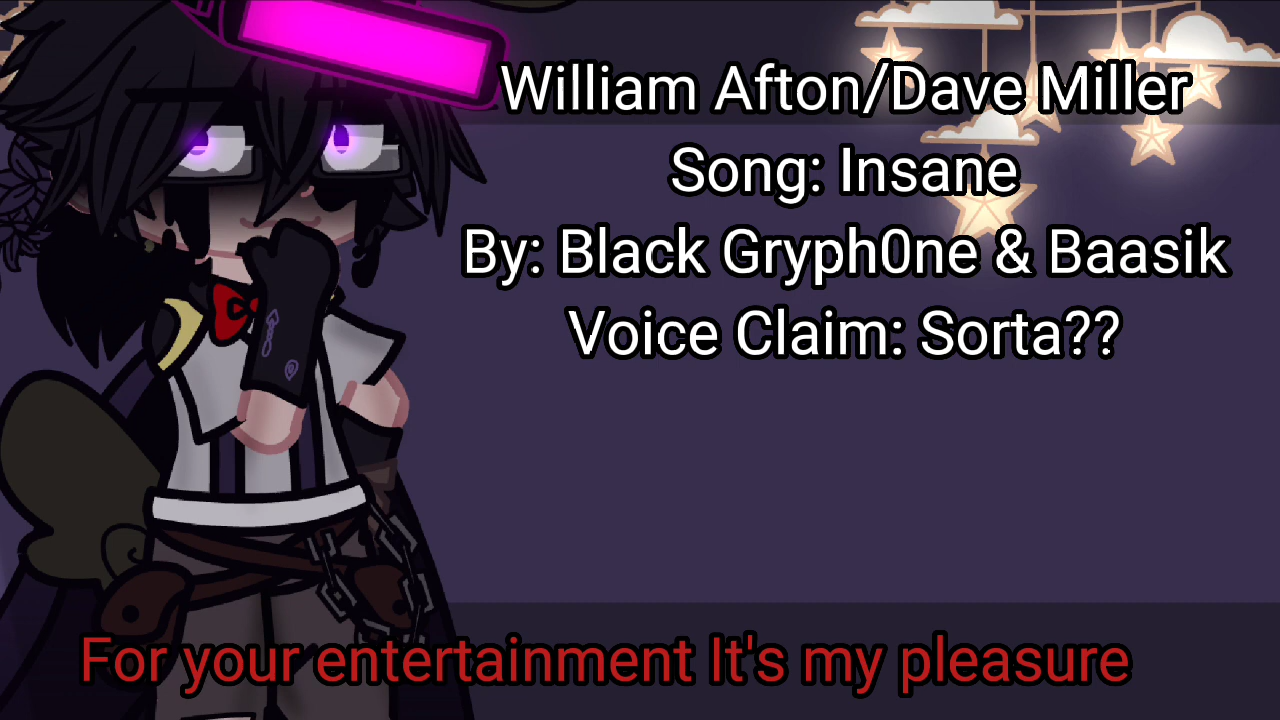 William Afton/Dave Miller
Song: Insane
By: Black Gryph0ne & Baasik
Voice Claim: Sorta??
For your entertainment It's my pleasure